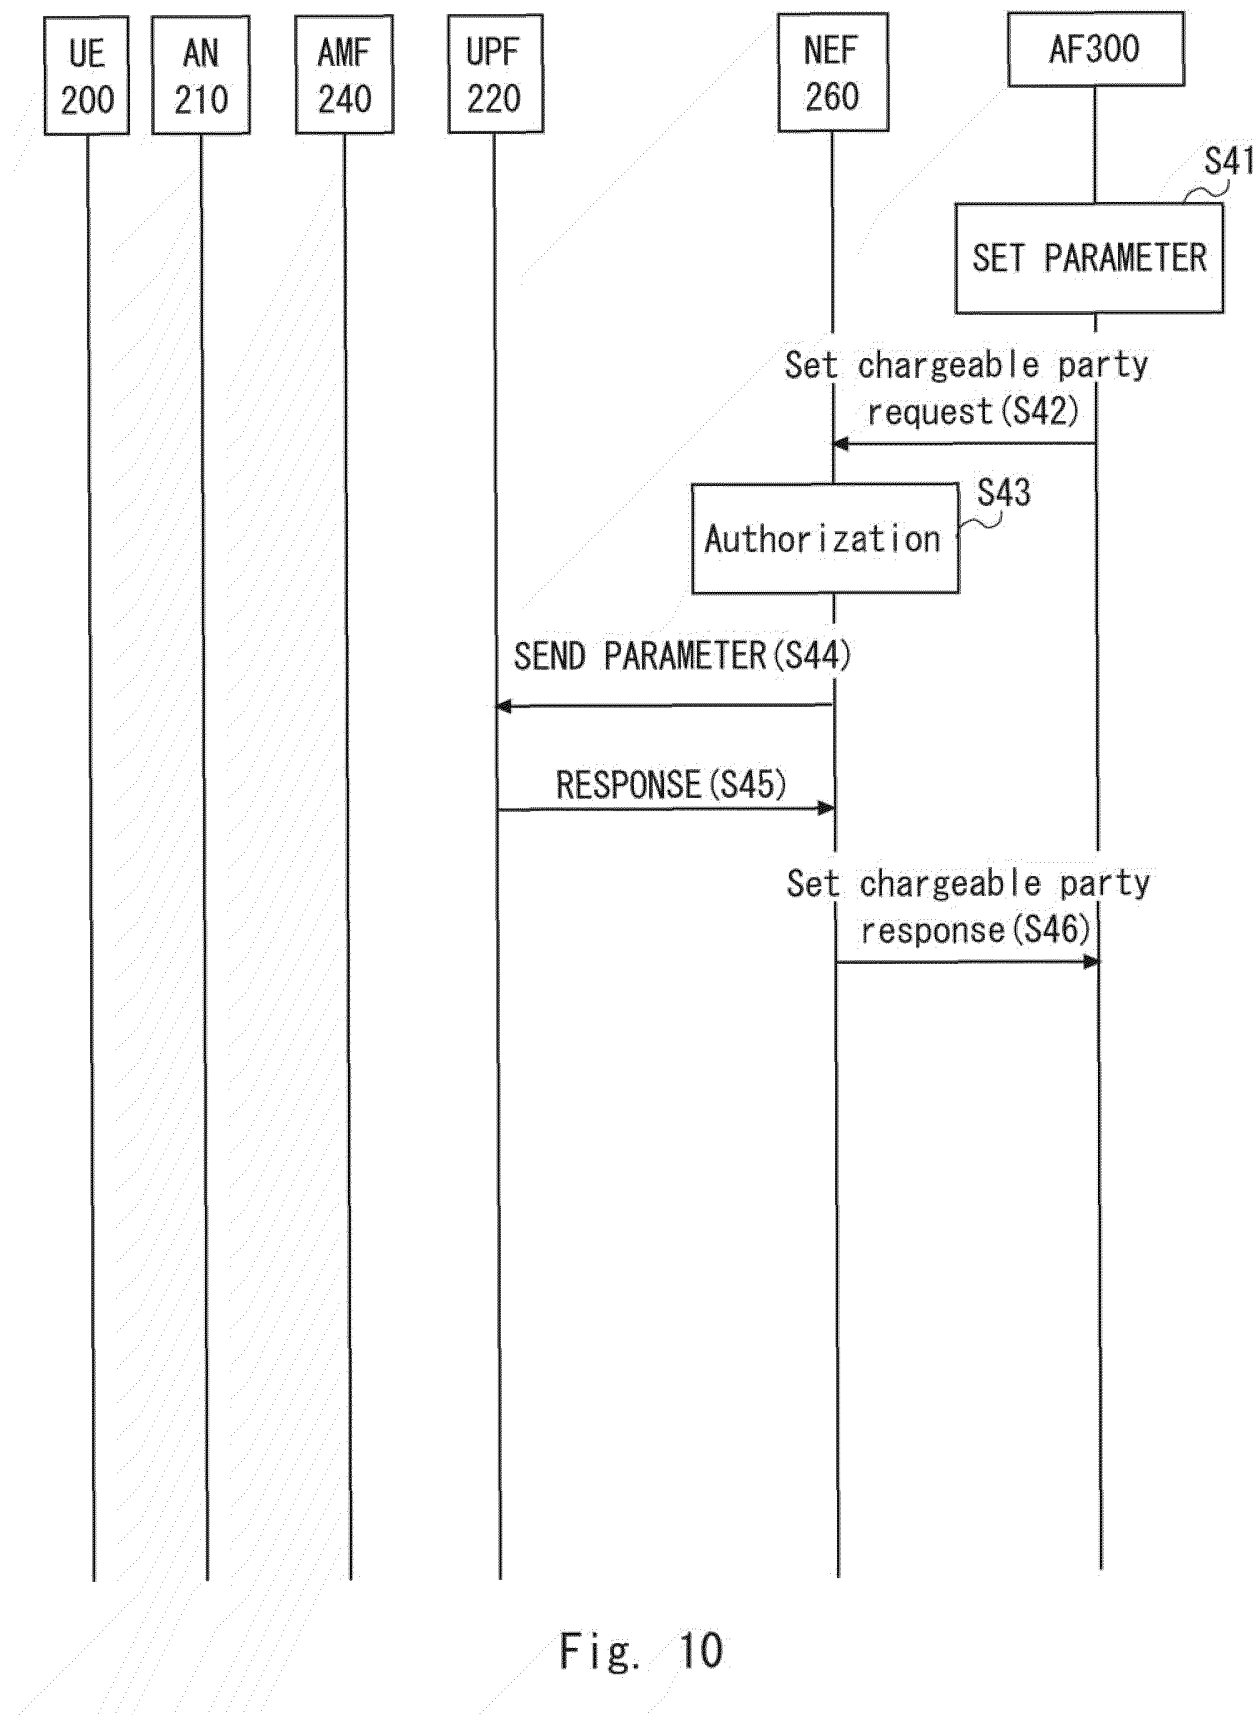 UE
200
AN
210
AMF
240
UPF
220
NEF
260
AF300
S41
SET PARAMETER
Set chargeable party
request(S42)
S43
Authorization
SEND PARAMETER(S44)
RESPONSE(S45)
Set chargeable party
response(S46)
Fig. 10